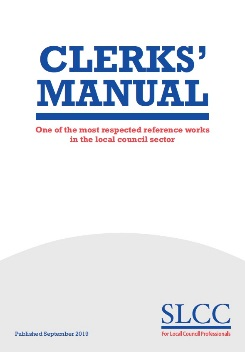 CLERKS'
MANUAL
One of the most respected reference works
in the local council sector
SLCC
For Local Council Professionals
Published September 2019